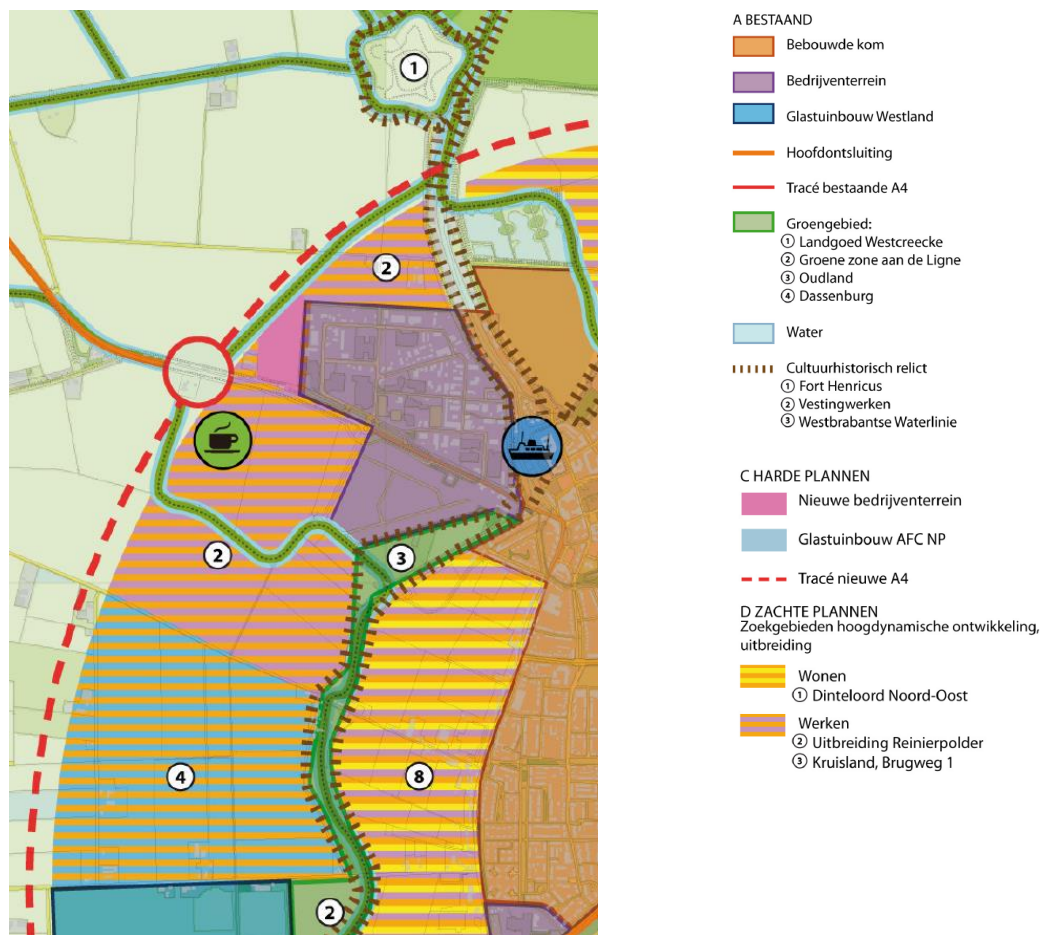 1
2
2
3
4
8
2
A BESTAAND
Bebouwde kom
Bedrijventerrein
Glastuinbouw Westland
Hoofdontsluiting
Tracé bestaande A4
Groengebied:
1 Landgoed Westcreecke
2 Groene zone aan de Ligne
3 Oudland
4 Dassenburg
Water
Cultuurhistorisch relict
1 Fort Henricus
2 Vestingwerken
3 Westbrabantse Waterlinie
C HARDE PLANNEN
Nieuwe bedrijventerrein
Glastuinbouw AFC NP
Tracé nieuwe A4
D ZACHTE PLANNEN
Zoekgebieden hoogdynamische ontwikkeling,
uitbreiding
Wonen
1 Dinteloord Noord-Oost
Werken
2 Uitbreiding Reinierpolder
3 Kruisland, Brugweg 1